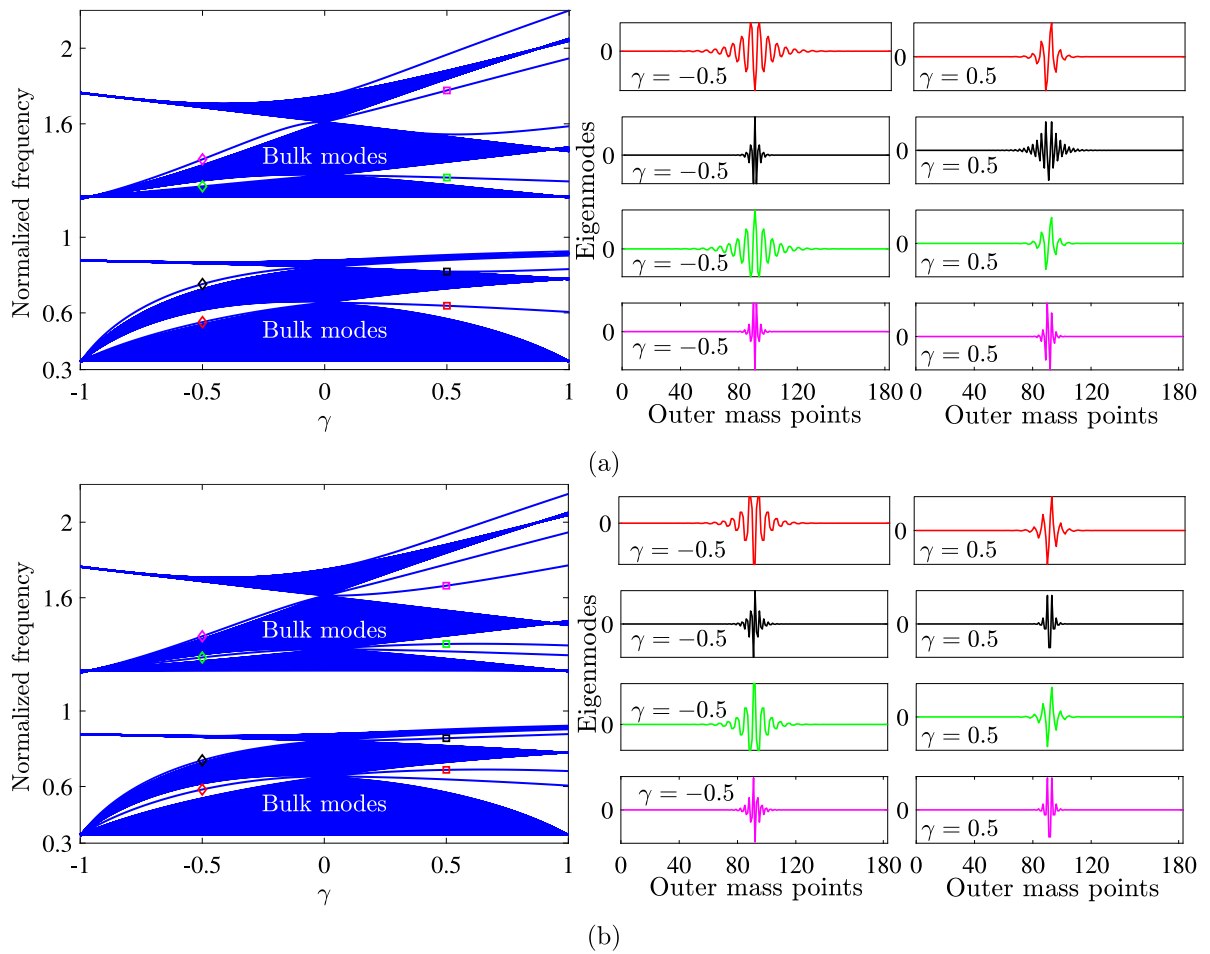 Normalized frequency
2
1.6
1
0.6
0.3
Bulk modes
Bulk modes
-1
-0.5
0
0.5
1
γ
Eigenmodes
0
γ = −0.5
0
γ = 0.5
0
γ = −0.5
0
γ = 0.5
0
γ = −0.5
0
γ = 0.5
0
γ = −0.5
0
γ = 0.5
0 40 80 120 180
0 40 80 120 180
Outer mass points
Outer mass points
(a)
Normalized frequency
2
1.6
1
0.6
0.3
Bulk modes
Bulk modes
-1
-0.5
0
0.5
1
γ
Eigenmodes
0
γ = −0.5
0
γ = 0.5
0
γ = −0.5
0
γ = 0.5
0
γ = −0.5
0
γ = 0.5
0
γ = −0.5
0
γ = 0.5
0 40 80 120 180
0 40 80 120 180
Outer mass points
Outer mass points
(b)